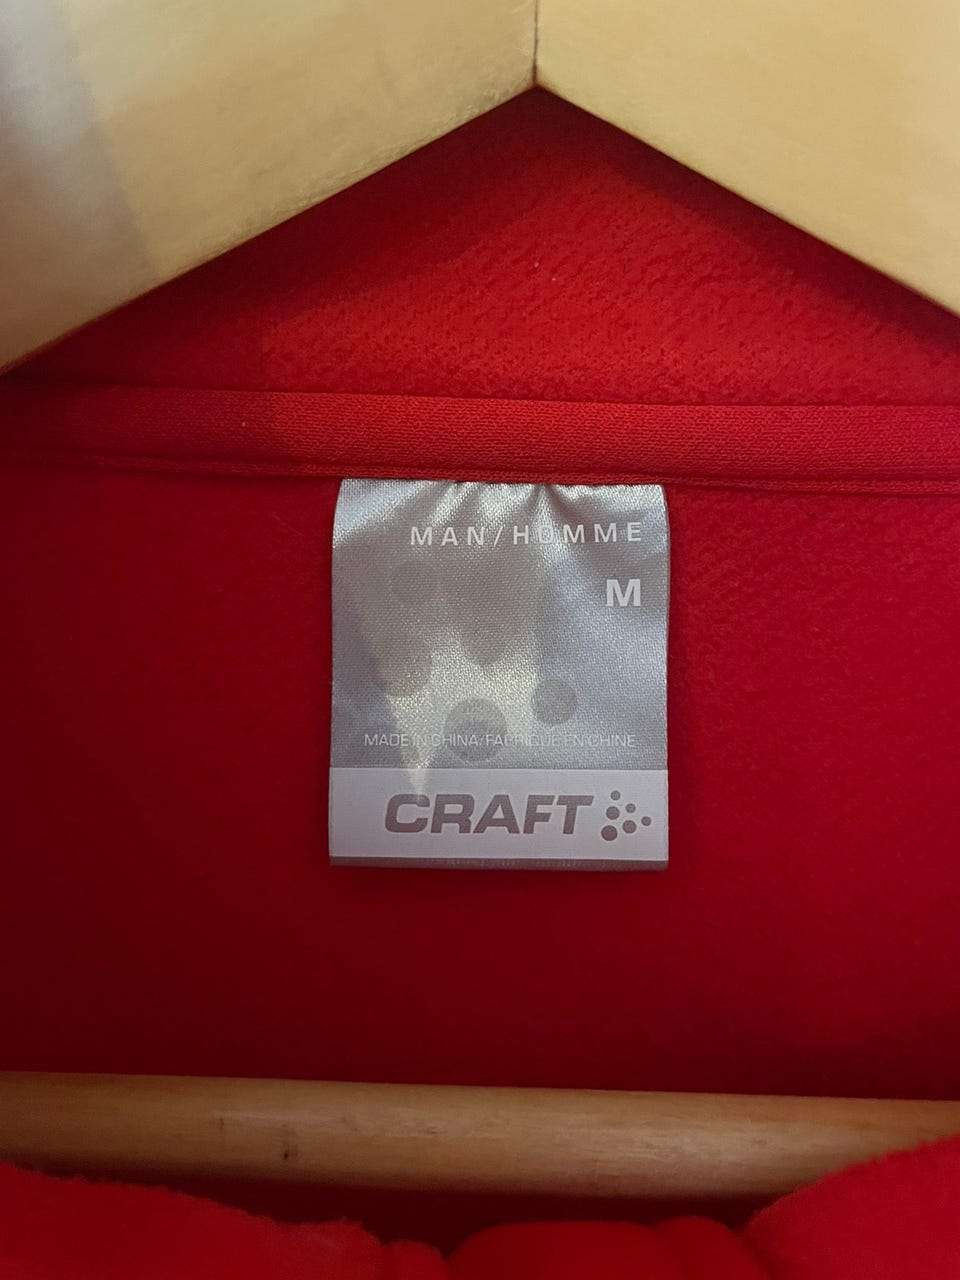 MAN/HOMME
M
MADE IN CHINA/FABRIQUE EN CHINE
CRAFT